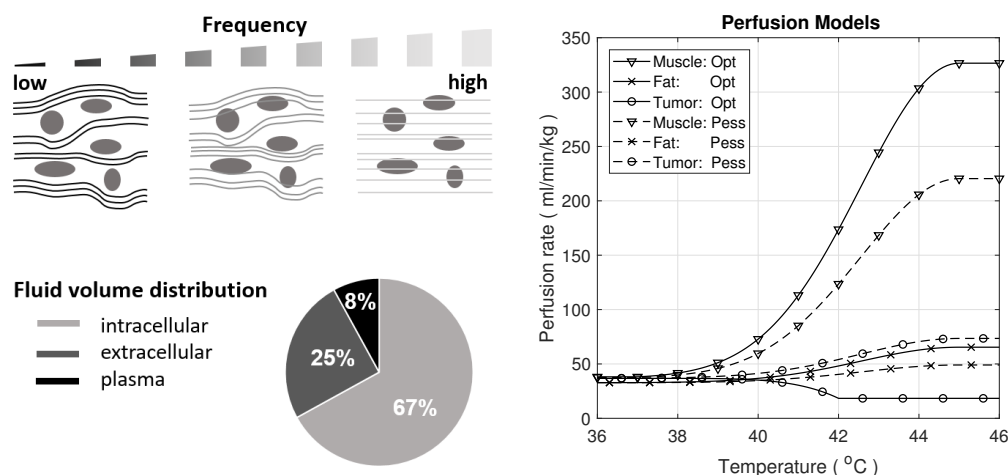 Frequency
low
high
Fluid volume distribution
intracellular
extracellular
plasma
8%
25%
67%
Perfusion Models
350
300
250
200
150
100
50
0
Perfusion rate ( ml/min/kg )
Muscle: Opt
Fat: Opt
Tumor: Opt
Muscle: Pess
Fat: Pess
Tumor: Pess
36 38 40 42 44 46
Temperature ( °C )